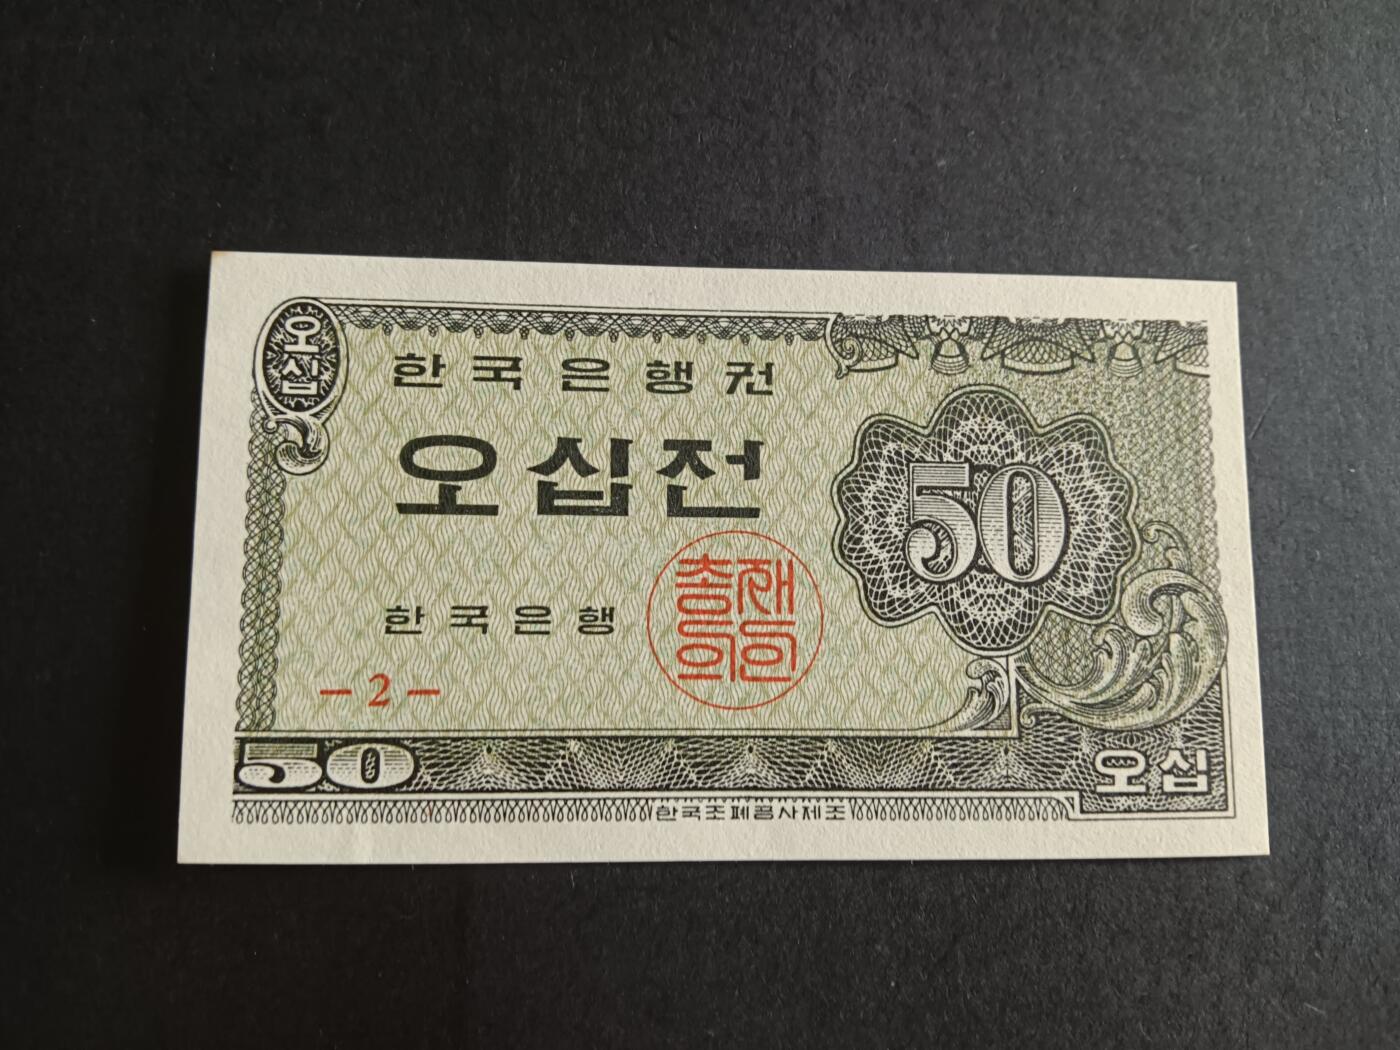 오십
한국은행권
오십전
50
총재
의인
한국은행
— 2 —
50
오십
한국조폐공사제조